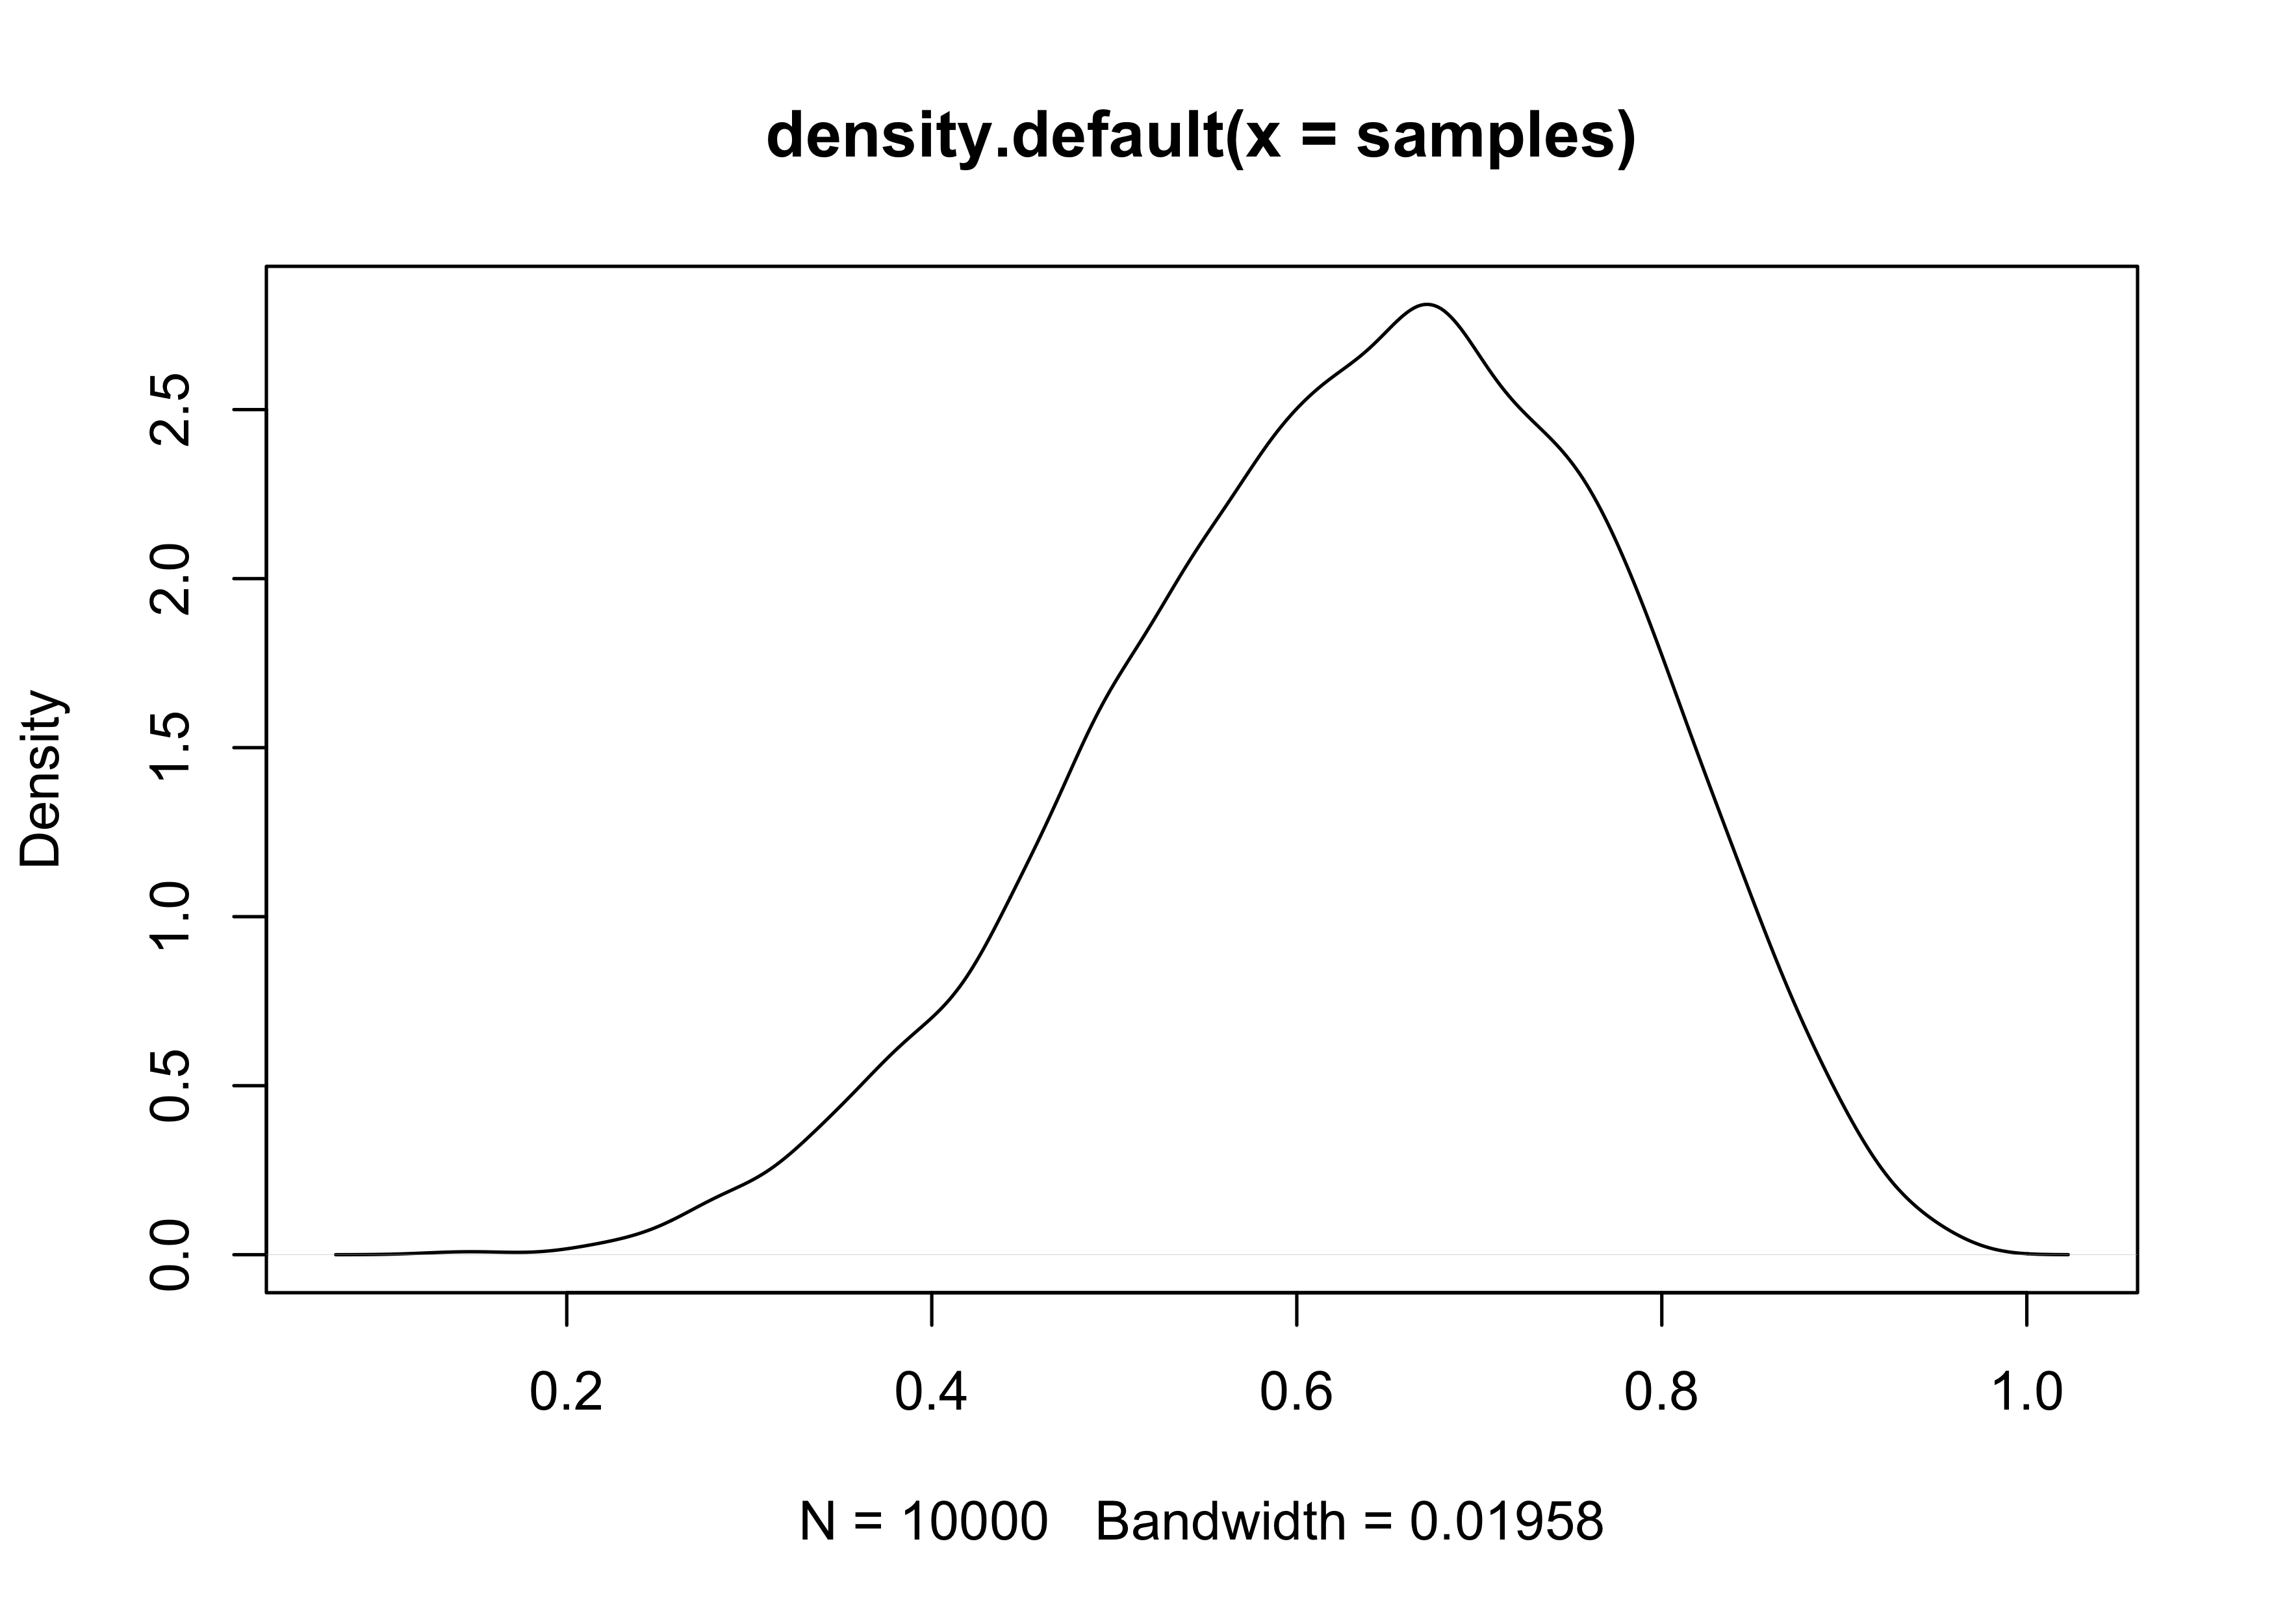 density.default(x = samples)
Density
2.5
2.0
1.5
1.0
0.5
0.0
0.2 0.4 0.6 0.8 1.0
N = 10000 Bandwidth = 0.01958